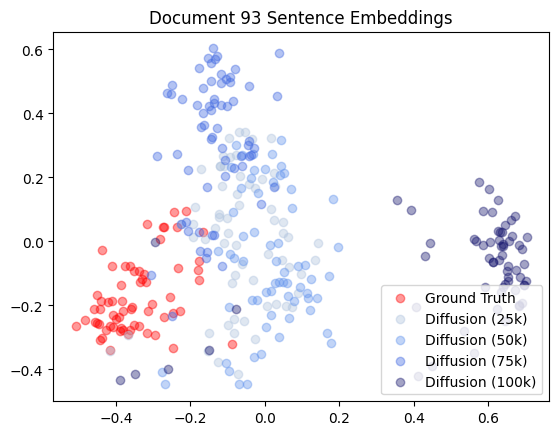 Document 93 Sentence Embeddings
0.6
0.4
0.2
0.0
−0.2
−0.4
−0.4
−0.2
0.0
0.2
0.4
0.6
Ground Truth
Diffusion (25k)
Diffusion (50k)
Diffusion (75k)
Diffusion (100k)